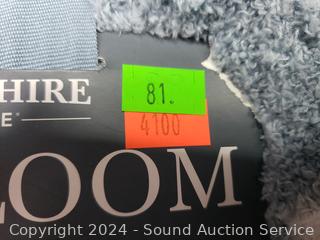 HIRE
E®
81.
4100
LOOM
Copyright © 2024 - Sound Auction Service